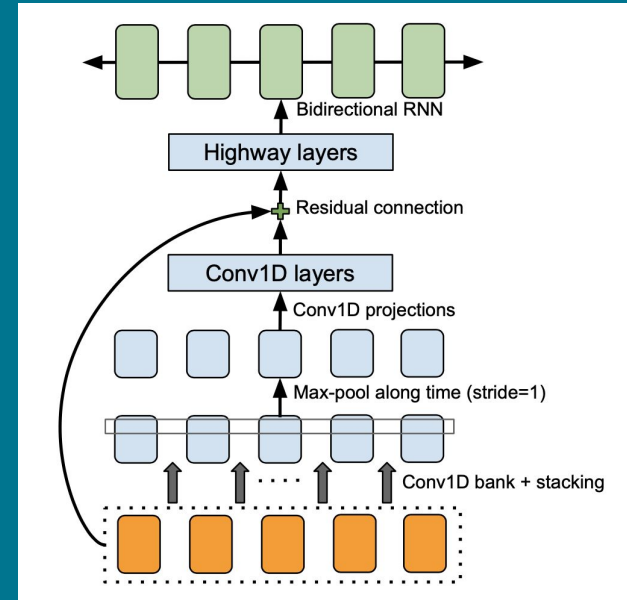 Bidirectional RNN
Highway layers
Residual connection
Conv1D layers
Conv1D projections
Max-pool along time (stride=1)
Conv1D bank + stacking